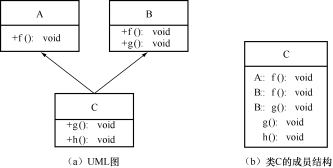 A
+f(): void
B
+f(): void
+g(): void
C
+g(): void
+h(): void
（a）UML图
C
A:: f(): void
B:: f(): void
B:: g(): void
g(): void
h(): void
（b）类C的成员结构